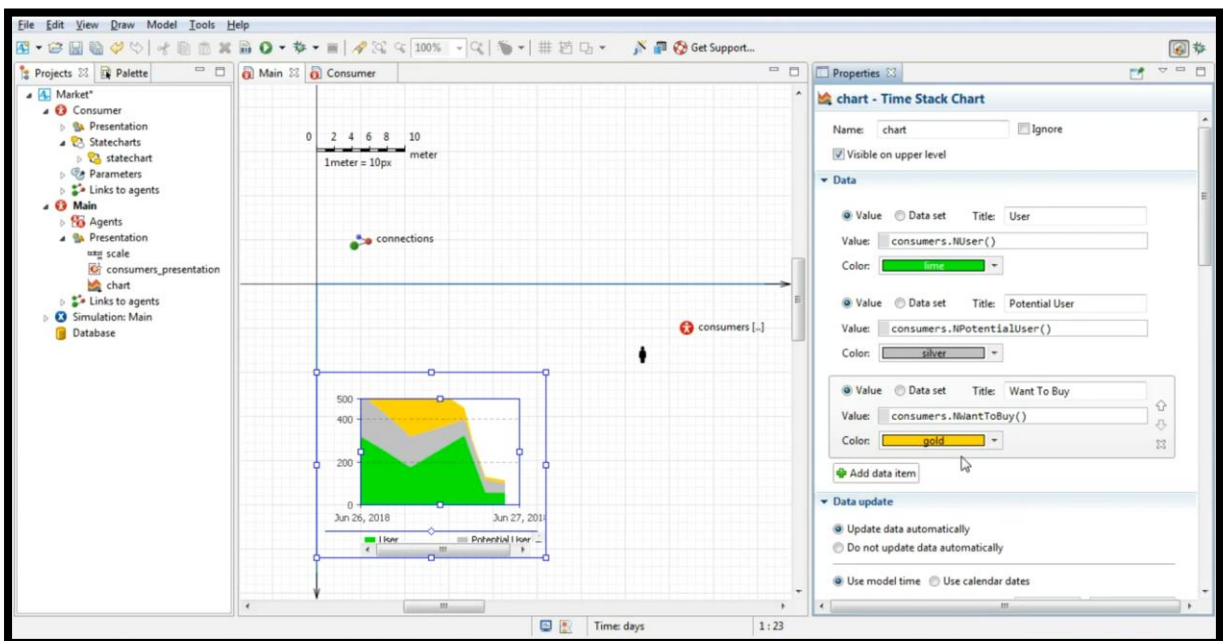 File Edit View Draw Model Tools Help
100% Get Support...
Projects Palette
Market*
Consumer
Presentation
Statecharts
statechart
Parameters
Links to agents
Main
Agents
Presentation
scale
consumers_presentation
chart
Links to agents
Simulation: Main
Database
Main Consumer
0 2 4 6 8 10
meter
1meter = 10px
connections
consumers [..]
500
400
200
0
Jun 26, 2018 Jun 27, 201
User Potential User
Properties
chart - Time Stack Chart
Name: chart Ignore
Visible on upper level
Data
Value Data set Title: User
Value: consumers.NUser()
Color: lime
Value Data set Title: Potential User
Value: consumers.NPotentialUser()
Color: silver
Value Data set Title: Want To Buy
Value: consumers.NWantToBuy()
Color: gold
Add data item
Data update
Update data automatically
Do not update data automatically
Use model time Use calendar dates
Time: days 1 : 23